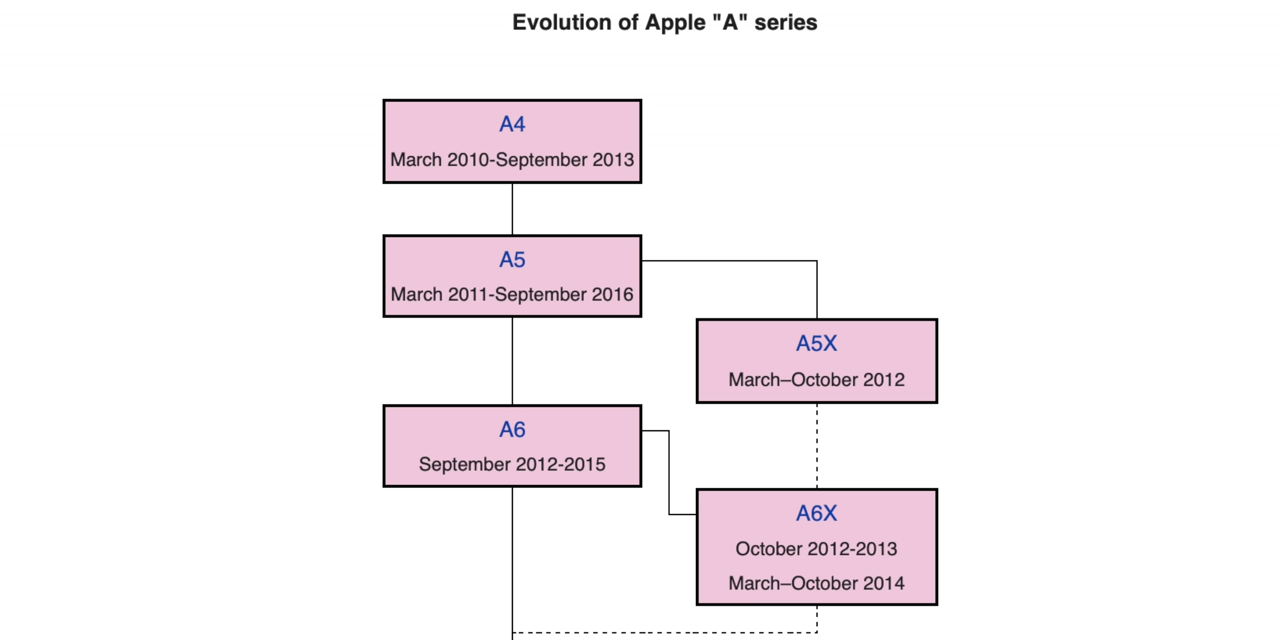 Evolution of Apple "A" series
A4
March 2010-September 2013
A5
March 2011-September 2016
A5X
March–October 2012
A6
September 2012-2015
A6X
October 2012-2013
March–October 2014